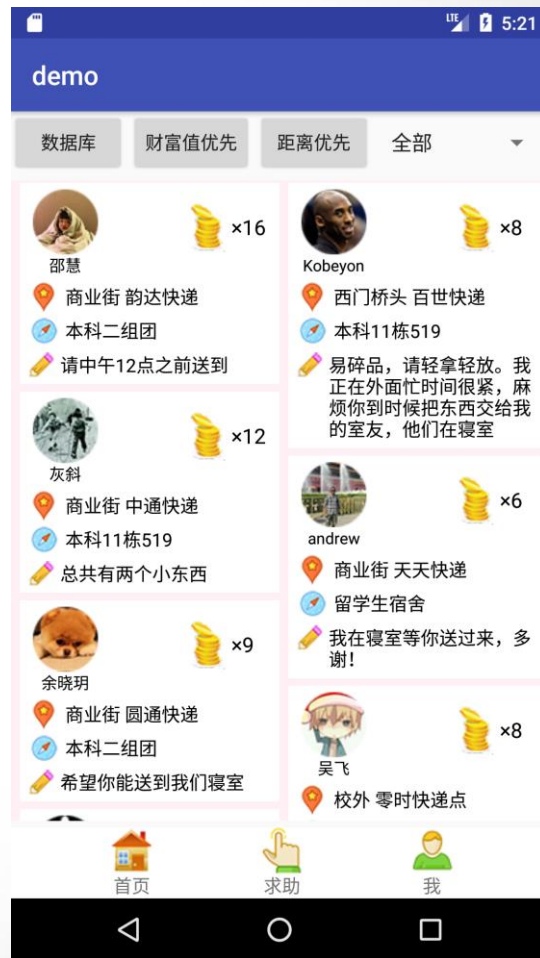 LTE 5:21
demo
数据库 财富值优先 距离优先 全部
×16
邵慧
商业街 韵达快递
本科二组团
请中午12点之前送到
×12
灰斜
商业街 中通快递
本科11栋519
总共有两个小东西
×9
余晓玥
商业街 圆通快递
本科二组团
希望你能送到我们寝室
×8
Kobeyon
西门桥头 百世快递
本科11栋519
易碎品，请轻拿轻放。我
正在外面忙时间很紧，麻
烦你到时候把东西交给我
的室友，他们在寝室
×6
andrew
商业街 天天快递
留学生宿舍
我在寝室等你送过来，多
谢！
×8
吴飞
校外 零时快递点
首页 求助 我